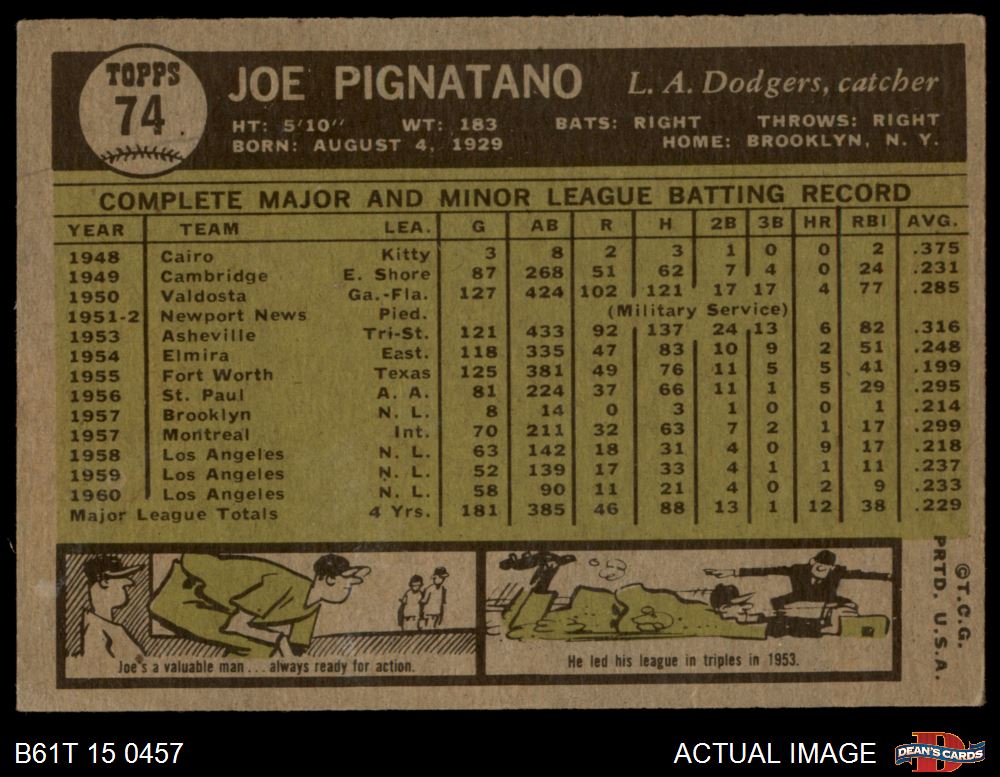 TOPPS
74
JOE PIGNATANO L. A. Dodgers, catcher
HT: 5'10" WT: 183 BATS: RIGHT THROWS: RIGHT
BORN: AUGUST 4, 1929 HOME: BROOKLYN, N. Y.
COMPLETE MAJOR AND MINOR LEAGUE BATTING RECORD
YEAR TEAM LEA. G AB R H 2B 3B HR RBI AVG.
1948 Cairo Kitty 3 8 2 3 1 0 0 2 .375
1949 Cambridge E. Shore 87 268 51 62 7 4 0 24 .231
1950 Valdosta Ga.-Fla. 127 424 102 121 17 17 4 77 .285
1951-2 Newport News Pied. (Military Service)
1953 Asheville Tri-St. 121 433 92 137 24 13 6 82 .316
1954 Elmira East. 118 335 47 83 10 9 2 51 .248
1955 Fort Worth Texas 125 381 49 76 11 5 5 41 .199
1956 St. Paul A. A. 81 224 37 66 11 1 5 29 .295
1957 Brooklyn N. L. 8 14 0 3 1 0 0 1 .214
1957 Montreal Int. 70 211 32 63 7 2 1 17 .299
1958 Los Angeles N. L. 63 142 18 31 4 0 9 17 .218
1959 Los Angeles N. L. 52 139 17 33 4 1 1 11 .237
1960 Los Angeles N. L. 58 90 11 21 4 0 2 9 .233
Major League Totals 4 Yrs. 181 385 46 88 13 1 12 38 .229
Joe's a valuable man...always ready for action.
He led his league in triples in 1953.
©T.C.G.
PRTD. U.S.A.
B61T 15 0457 ACTUAL IMAGE
DEAN'S CARDS